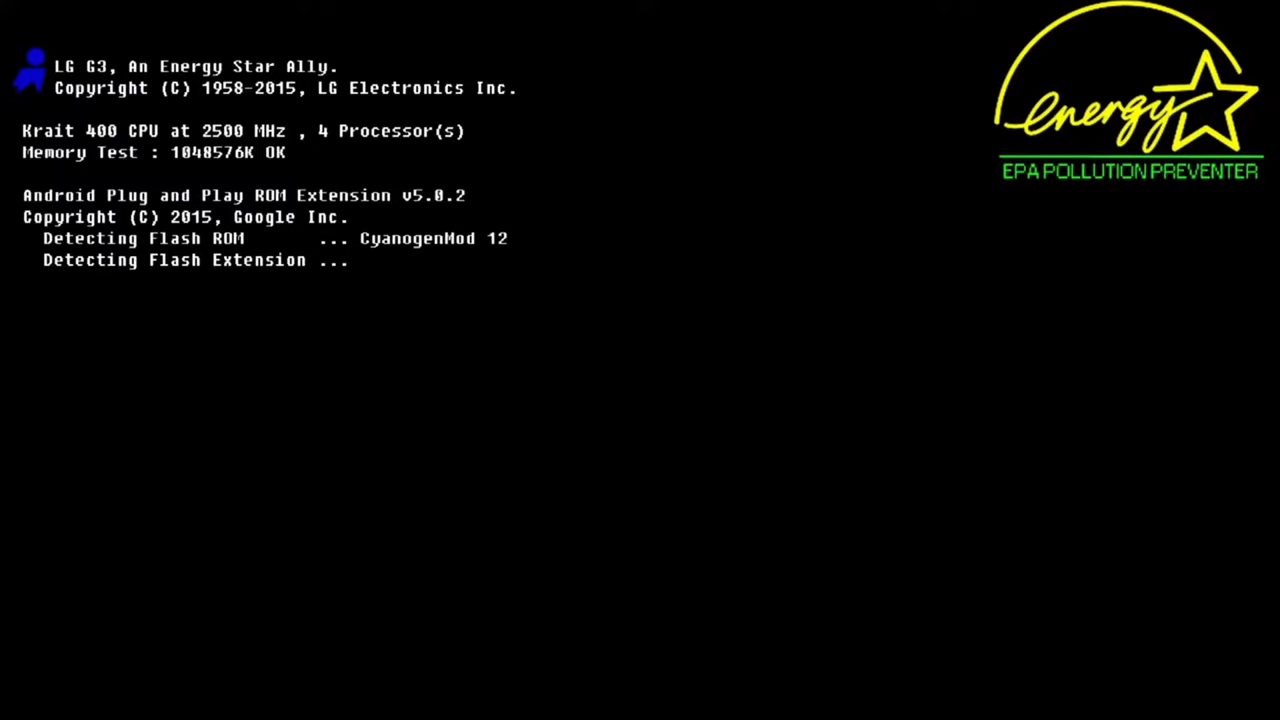 LG G3, An Energy Star Ally.
Copyright (C) 1958-2015, LG Electronics Inc.
Krait 400 CPU at 2500 MHz , 4 Processor(s)
Memory Test : 1048576K OK
Android Plug and Play ROM Extension v5.0.2
Copyright (C) 2015, Google Inc.
Detecting Flash ROM ... CyanogenMod 12
Detecting Flash Extension ...
energy
EPA POLLUTION PREVENTER